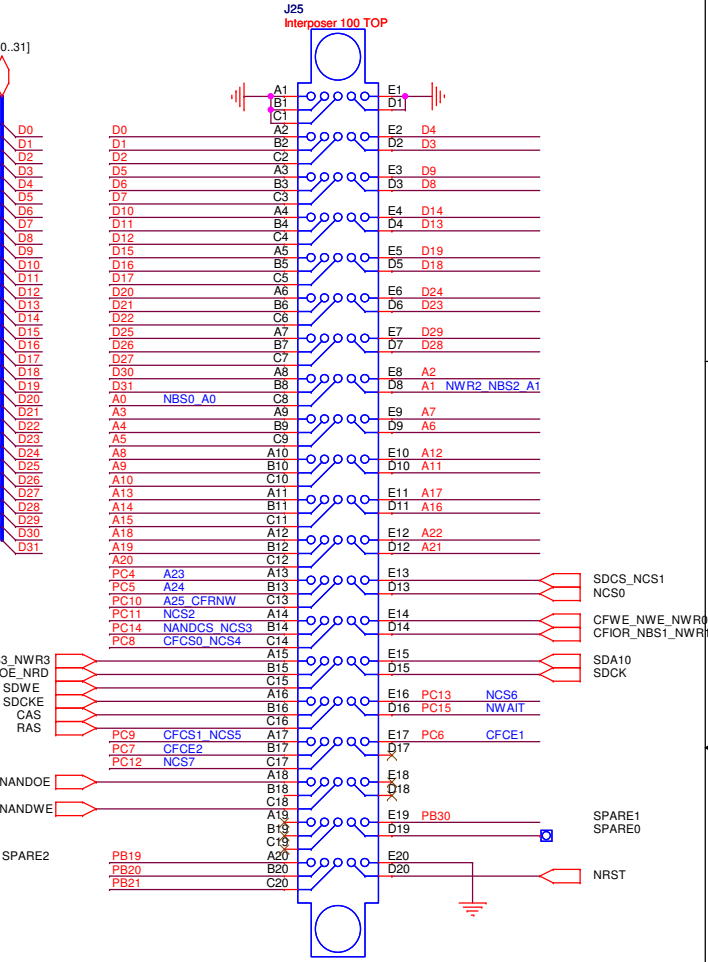 J25
Interposer 100 TOP
0..31]
A1 E1
B1 D1
C1
D0 D0 A2 E2 D4
D1 D1 B2 D2 D3
D2 D2 C2
D3 D5 A3 E3 D9
D4 D6 B3 D3 D8
D5 D7 C3
D6 D10 A4 E4 D14
D7 D11 B4 D4 D13
D8 D12 C4
D9 D15 A5 E5 D19
D10 D16 B5 D5 D18
D11 D17 C5
D12 D20 A6 E6 D24
D13 D21 B6 D6 D23
D14 D22 C6
D15 D25 A7 E7 D29
D16 D26 B7 D7 D28
D17 D27 C7
D18 D30 A8 E8 A2
D19 D31 B8 D8 A1 NWR2_NBS2_A1
D20 A0 NBS0_A0 C8
D21 A3 A9 E9 A7
D22 A4 B9 D9 A6
D23 A5 C9
D24 A8 A10 E10 A12
D25 A9 B10 D10 A11
D26 A10 C10
D27 A13 A11 E11 A17
D28 A14 B11 D11 A16
D29 A15 C11
D30 A18 A12 E12 A22
D31 A19 B12 D12 A21
A20 C12
PC4 A23 A13 E13 SDCS_NCS1
PC5 A24 B13 D13 NCS0
PC10 A25_CFRNW C13
PC11 NCS2 A14 E14 CFWE_NWE_NWR0
PC14 NANDCS_NCS3 B14 D14 CFIOR_NBS1_NWR1
PC8 CFCS0_NCS4 C14
3_NWR3 A15 E15 SDA10
OE_NRD B15 D15 SDCK
SDWE C15
SDCKE A16 E16 PC13 NCS6
CAS B16 D16 PC15 NWAIT
RAS C16
PC9 CFCS1_NCS5 A17 E17 PC6 CFCE1
PC7 CFCE2 B17 D17
PC12 NCS7 C17
NANDOE A18 E18
B18 D18
NANDWE C18
A19 E19 PB30 SPARE1
B19 D19 SPARE0
C19
SPARE2 PB19 A20 E20
PB20 B20 D20 NRST
PB21 C20